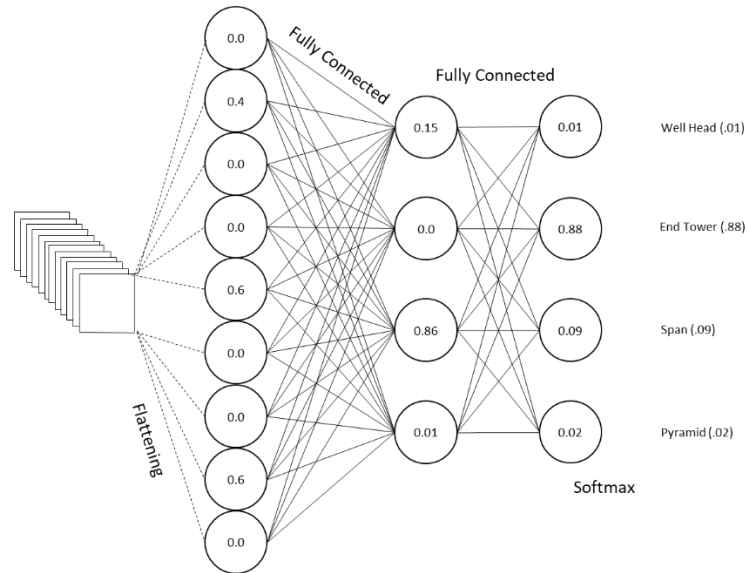 Flattening
0.0
0.4
0.0
0.0
0.6
0.0
0.0
0.6
0.0
Fully Connected
0.15
0.0
0.86
0.01
Fully Connected
0.01
0.88
0.09
0.02
Softmax
Well Head (.01)
End Tower (.88)
Span (.09)
Pyramid (.02)